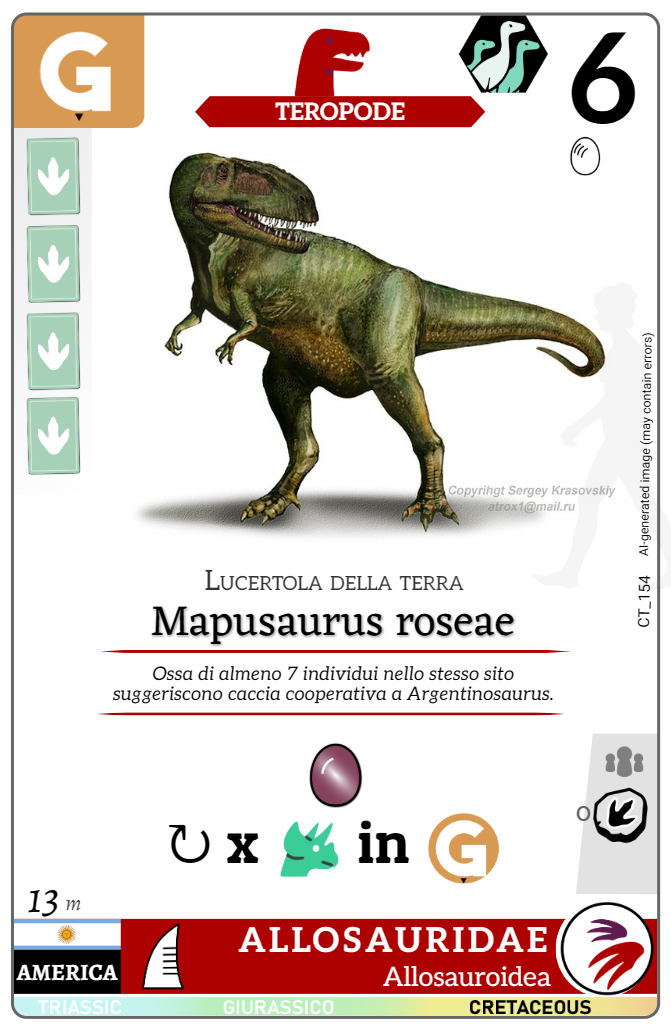 G
TEROPODE
6
Copyrihgt Sergey Krasovskiy
atrox1@mail.ru
CT_154 AI-generated image (may contain errors)
Lucertola della terra
Mapusaurus roseae
Ossa di almeno 7 individui nello stesso sito
suggeriscono caccia cooperativa a Argentinosaurus.
↻ x in G
O
13 m
AMERICA
ALLOSAURIDAE
Allosauroidea
TRIASSIC GIURASSICO CRETACEOUS